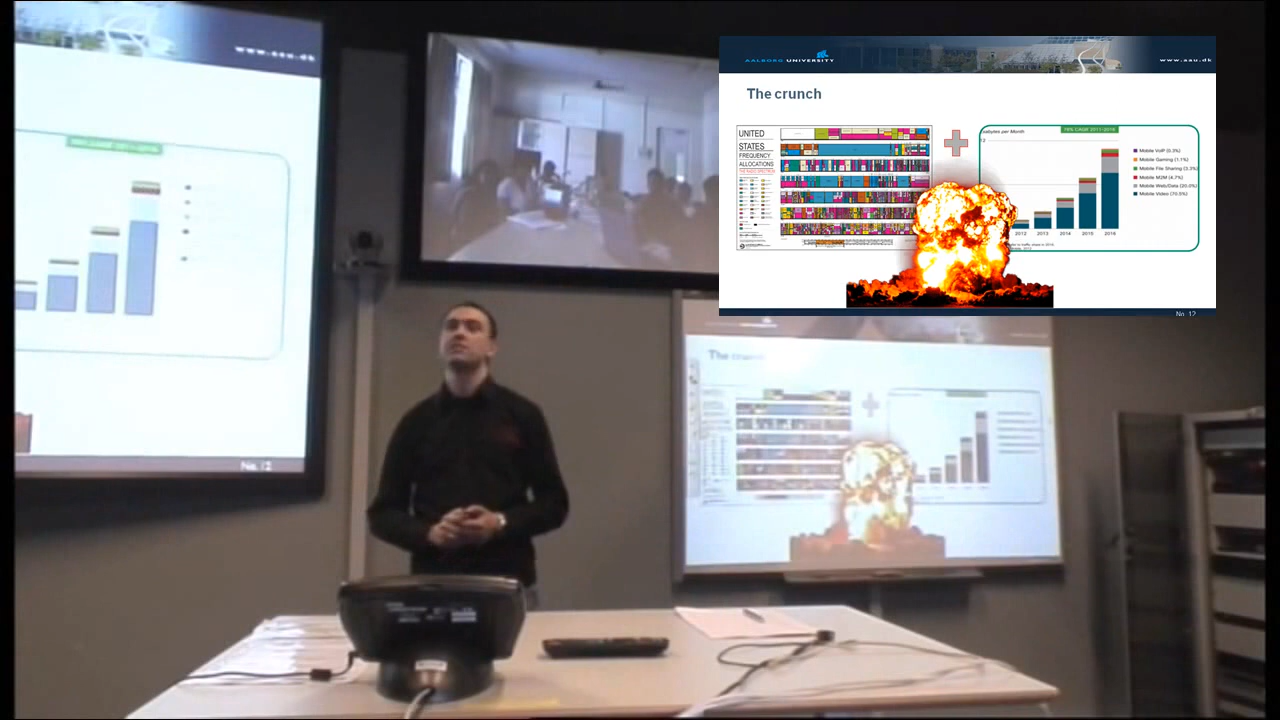 www.aau.dk
No. 12
AALBORG UNIVERSITY
www.aau.dk
The crunch
UNITED
STATES
FREQUENCY
ALLOCATIONS
THE RADIO SPECTRUM
Exabytes per Month
78% CAGR 2011-2016
12
Mobile VoIP (0.3%)
Mobile Gaming (1.1%)
Mobile File Sharing (3.3%)
Mobile M2M (4.7%)
Mobile Web/Data (20.0%)
Mobile Video (70.5%)
2012 2013 2014 2015 2016
No. 12
The crunch